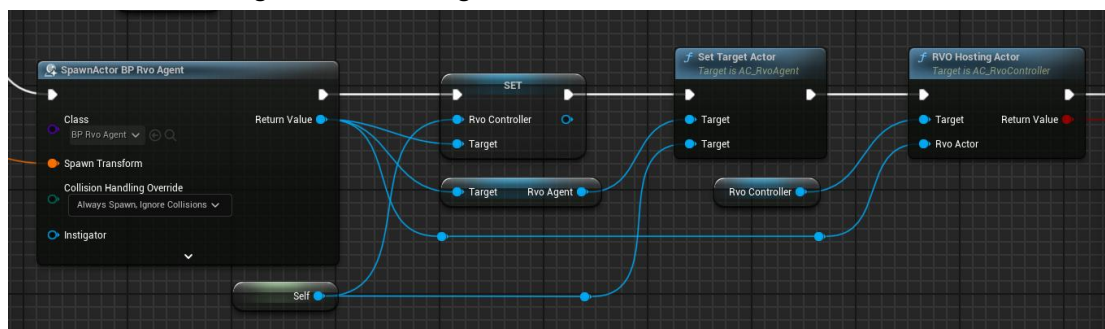 SpawnActor BP Rvo Agent
Class
BP Rvo Agent
Return Value
Spawn Transform
Collision Handling Override
Always Spawn, Ignore Collisions
Instigator
Self
SET
Rvo Controller
Target
Target
Rvo Agent
Set Target Actor
Target is AC_RvoAgent
Target
Target
Rvo Controller
RVO Hosting Actor
Target is AC_RvoController
Target
Return Value
Rvo Actor